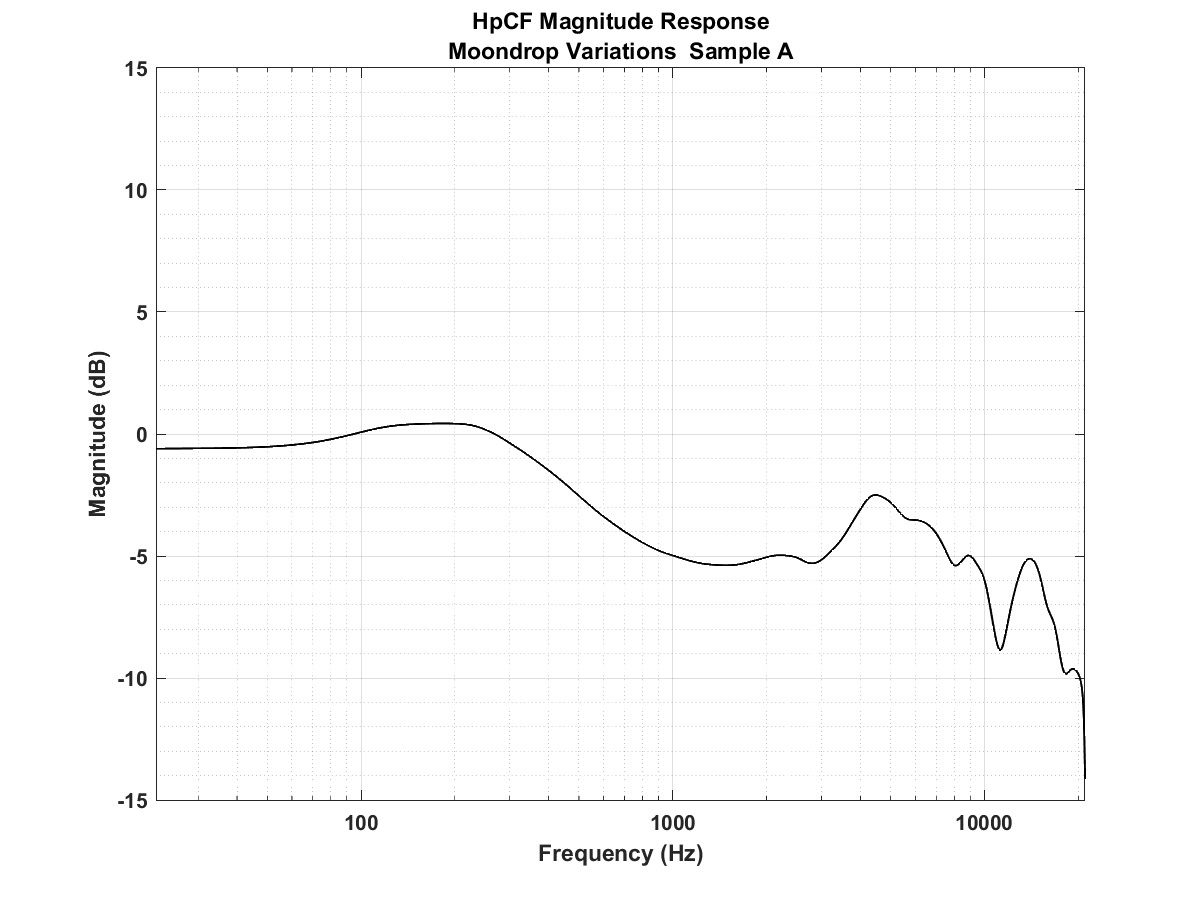 HpCF Magnitude Response
Moondrop Variations  Sample A
15
10
5
0
-5
-10
-15
Magnitude (dB)
100
1000
10000
Frequency (Hz)